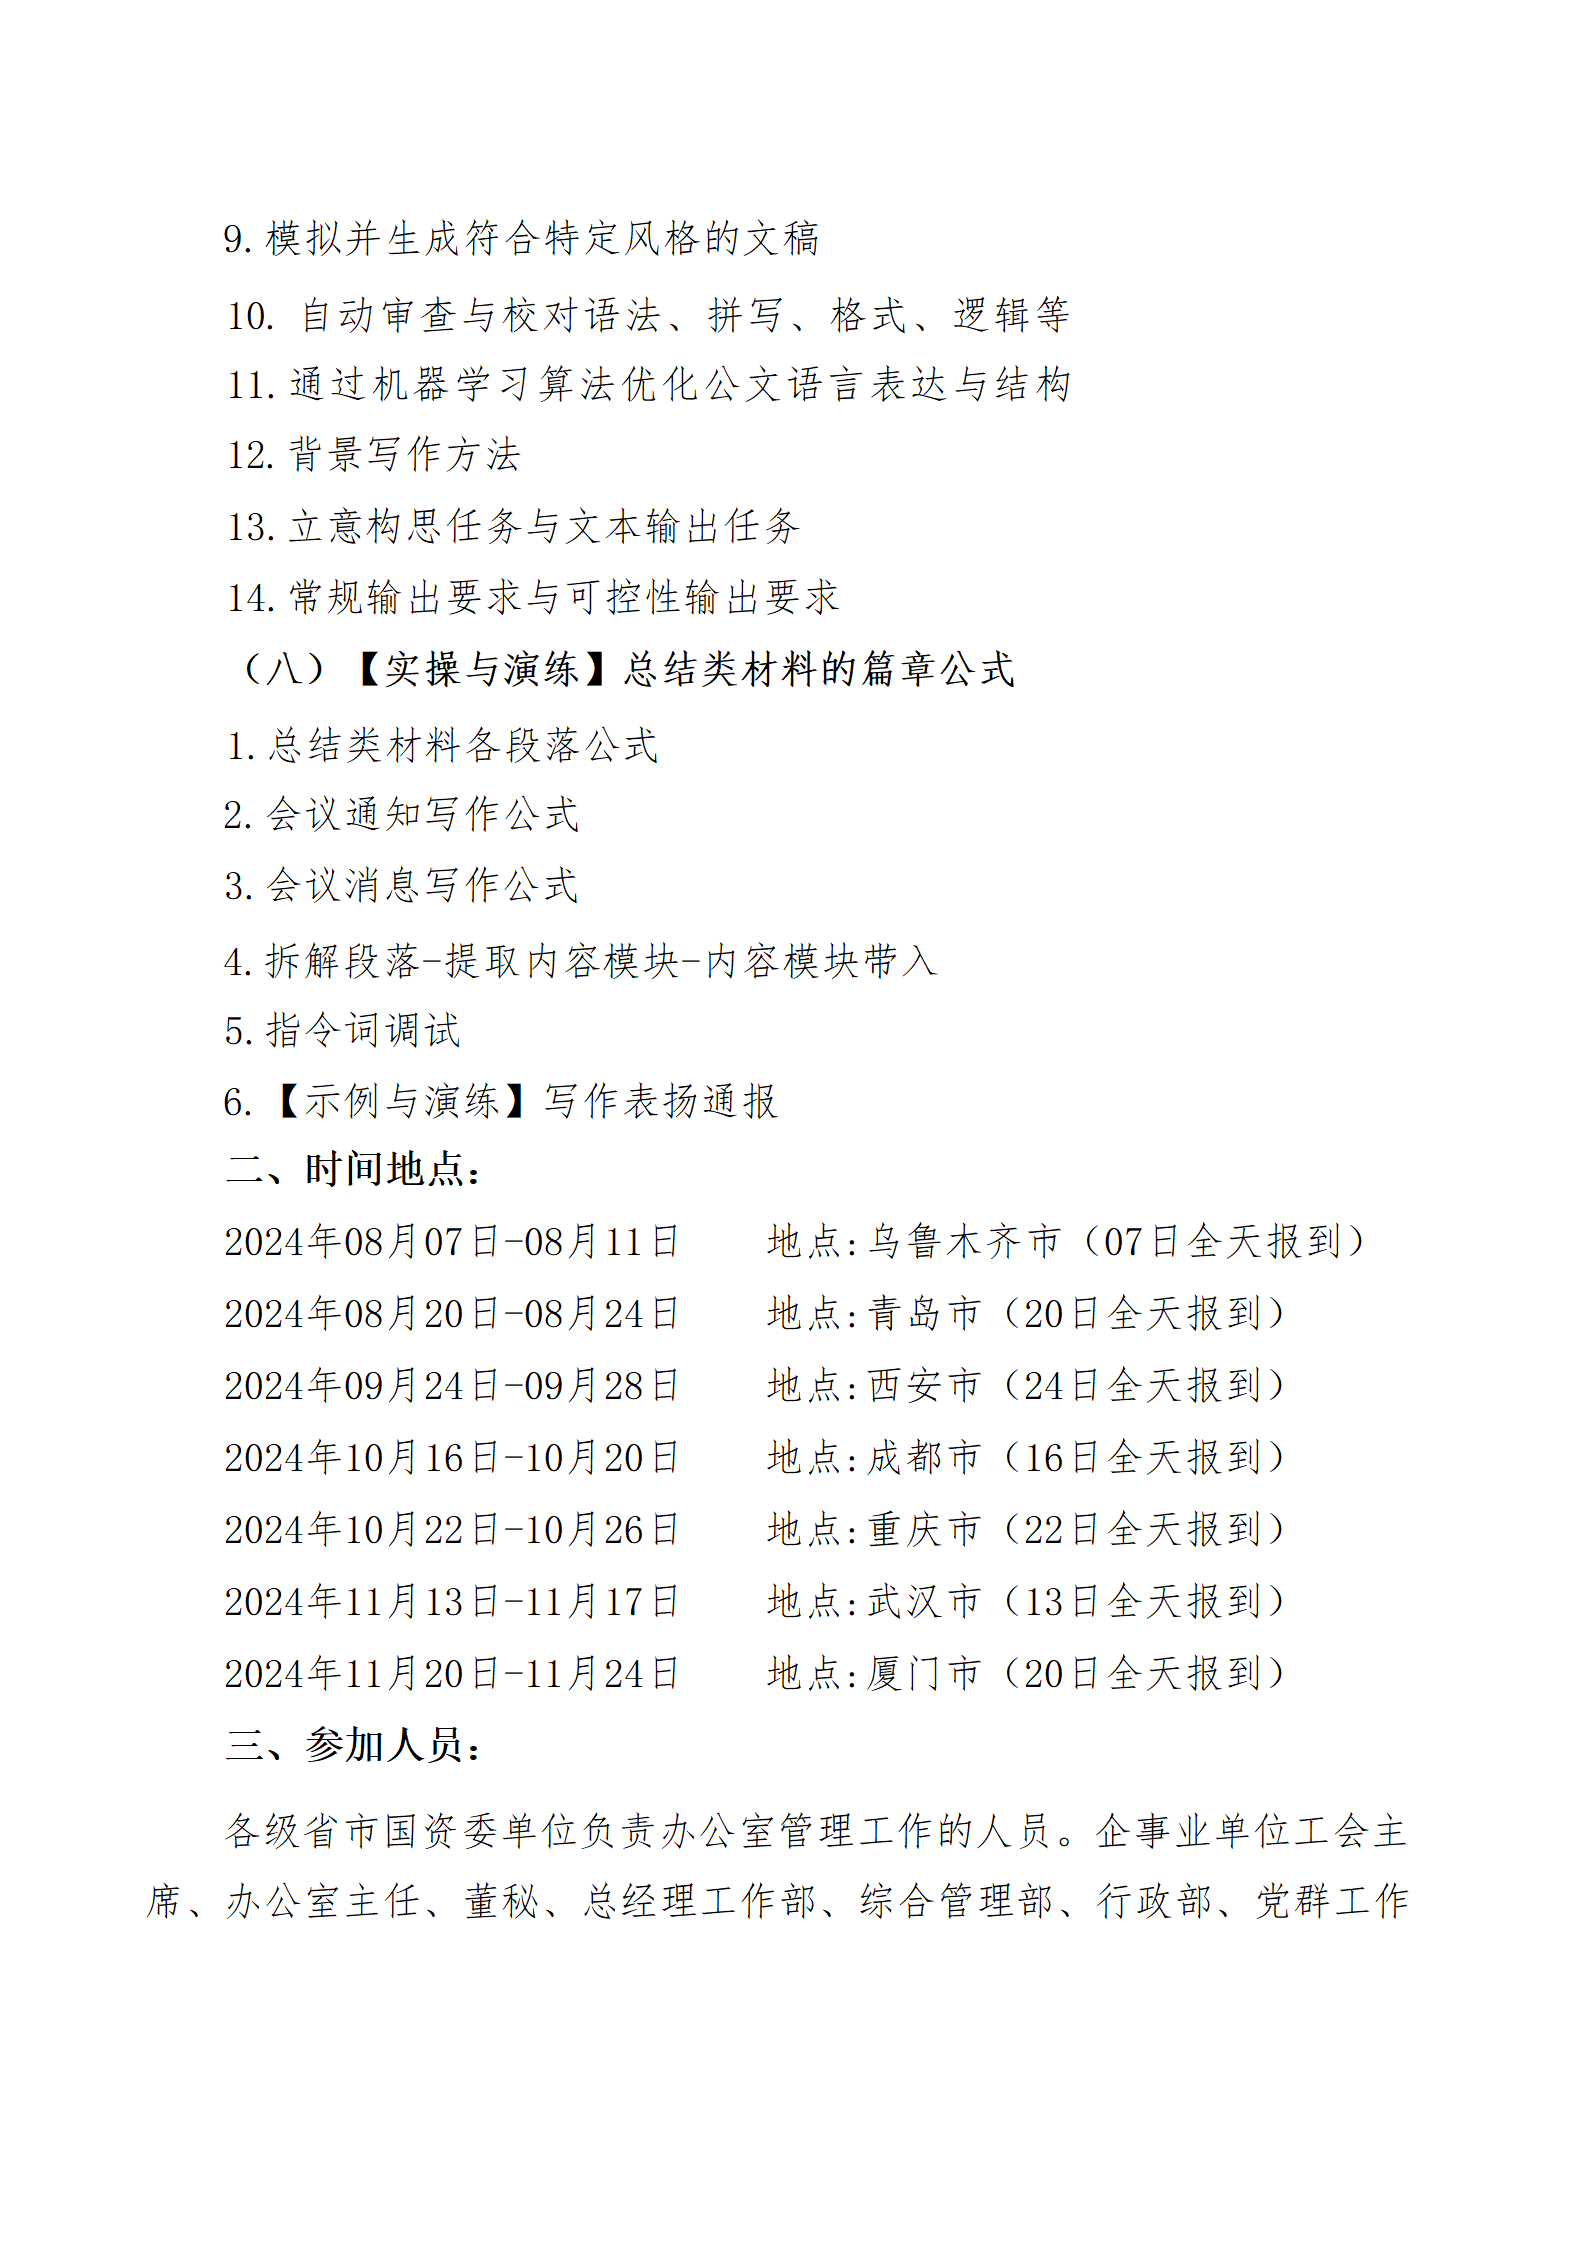 9.模拟并生成符合特定风格的文稿
10. 自动审查与校对语法、拼写、格式、逻辑等
11.通过机器学习算法优化公文语言表达与结构
12.背景写作方法
13.立意构思任务与文本输出任务
14.常规输出要求与可控性输出要求
（八）【实操与演练】总结类材料的篇章公式
1.总结类材料各段落公式
2.会议通知写作公式
3.会议消息写作公式
4.拆解段落-提取内容模块-内容模块带入
5.指令词调试
6.【示例与演练】写作表扬通报
二、时间地点：
2024年08月07日-08月11日 地点:乌鲁木齐市（07日全天报到）
2024年08月20日-08月24日 地点:青岛市（20日全天报到）
2024年09月24日-09月28日 地点:西安市（24日全天报到）
2024年10月16日-10月20日 地点:成都市（16日全天报到）
2024年10月22日-10月26日 地点:重庆市（22日全天报到）
2024年11月13日-11月17日 地点:武汉市（13日全天报到）
2024年11月20日-11月24日 地点:厦门市（20日全天报到）
三、参加人员：
各级省市国资委单位负责办公室管理工作的人员。企事业单位工会主
席、办公室主任、董秘、总经理工作部、综合管理部、行政部、党群工作